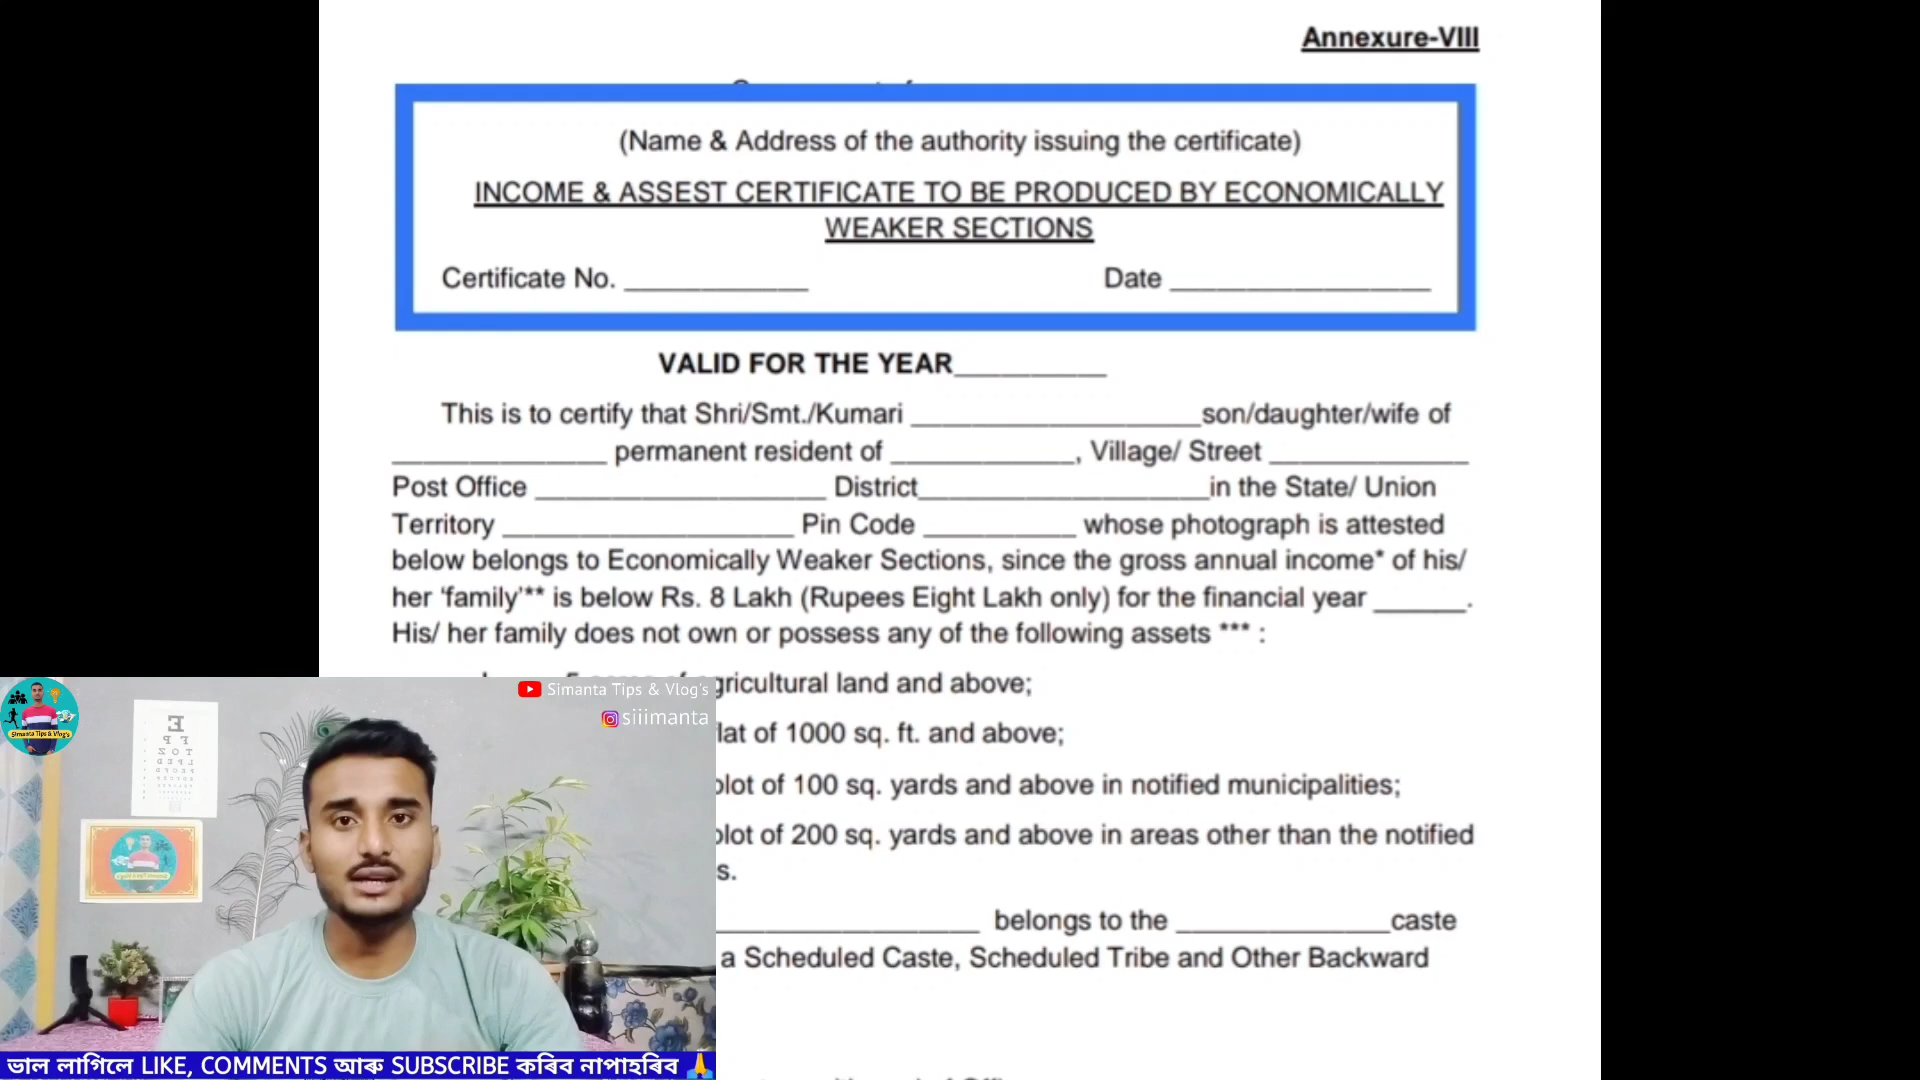 Annexure-VIII
(Name & Address of the authority issuing the certificate)
INCOME & ASSEST CERTIFICATE TO BE PRODUCED BY ECONOMICALLY
WEAKER SECTIONS
Certificate No. ____________ Date _________________
VALID FOR THE YEAR__________
This is to certify that Shri/Smt./Kumari ___________________son/daughter/wife of
______________ permanent resident of ____________, Village/ Street _____________
Post Office ___________________ District___________________in the State/ Union
Territory ___________________ Pin Code __________ whose photograph is attested
below belongs to Economically Weaker Sections, since the gross annual income* of his/
her ‘family’** is below Rs. 8 Lakh (Rupees Eight Lakh only) for the financial year ______.
His/ her family does not own or possess any of the following assets *** :
gricultural land and above;
lat of 1000 sq. ft. and above;
plot of 100 sq. yards and above in notified municipalities;
plot of 200 sq. yards and above in areas other than the notified
s.
_________________ belongs to the ______________caste
a Scheduled Caste, Scheduled Tribe and Other Backward
Simanta Tips & Vlog's
siiimanta
Simanta Tips & Vlog's
E
F P
T O Z
L P E D
ভাল লাগিলে LIKE, COMMENTS আৰু SUBSCRIBE কৰিব নাপাহৰিব 🙏